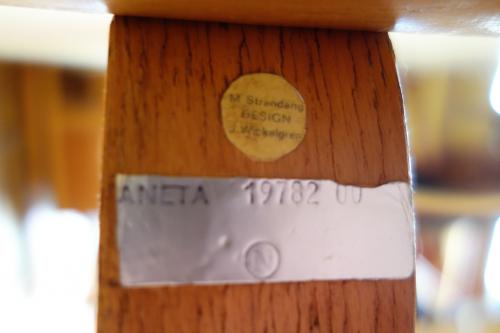 M Strandang
DESIGN
J. Wickelgren
ANETA 19782 00
N